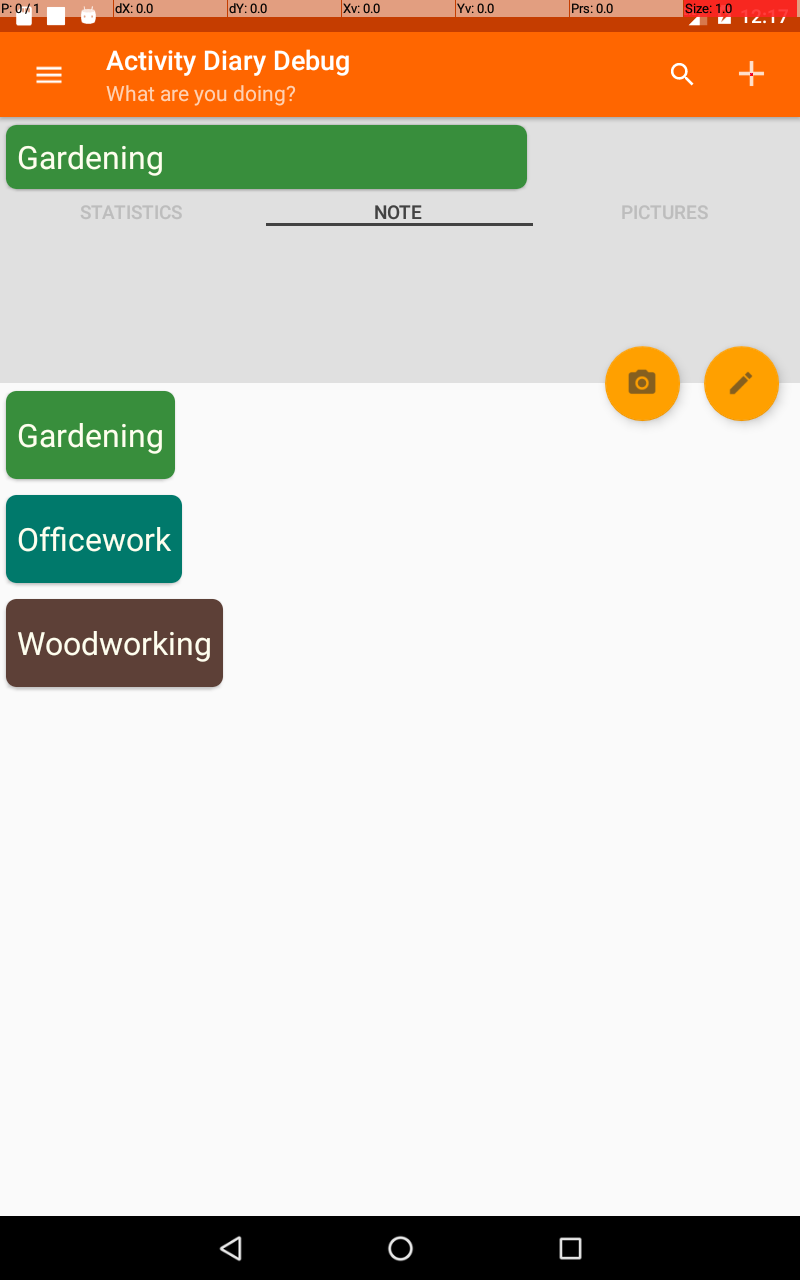 P: 0 / 1 dX: 0.0 dY: 0.0 Xv: 0.0 Yv: 0.0 Prs: 0.0 Size: 1.0
12:17
Activity Diary Debug
What are you doing?
Gardening
STATISTICS NOTE PICTURES
Gardening
Officework
Woodworking